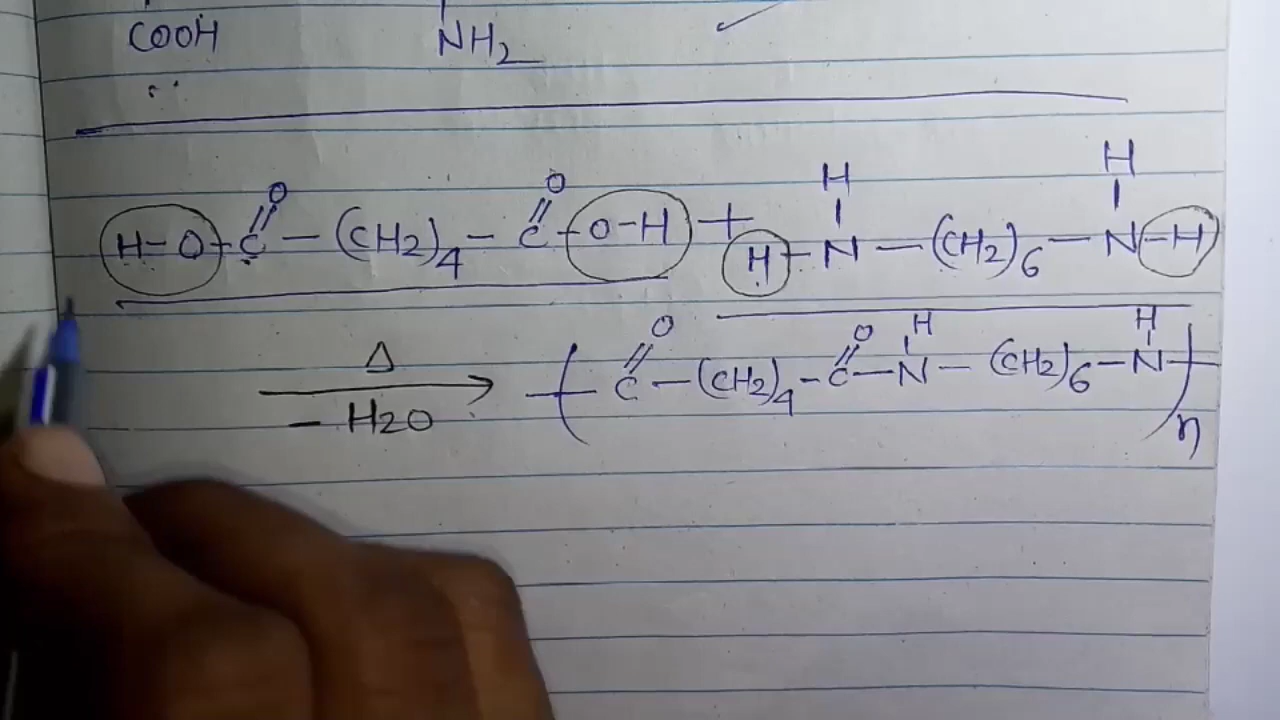 COOH NH2
O O H H
H-O-C-(CH2)4-C-O-H + H-N-(CH2)6-N-H
Δ O O H H
-H2O (-C-(CH2)4-C-N-(CH2)6-N-)n